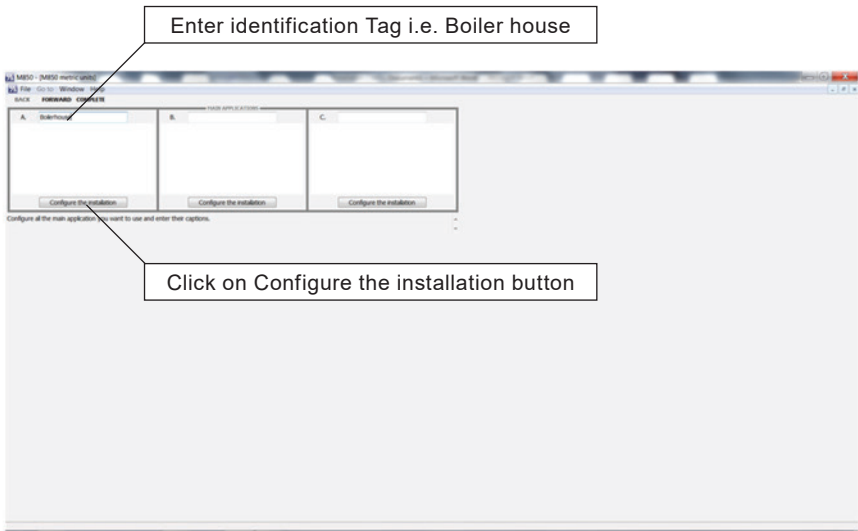 Enter identification Tag i.e. Boiler house
M850 - [M850 metric units]
File Go to Window Help
BACK FORWARD COMPLETE
MAIN APPLICATIONS
A. Boilerhouse B. C.
Configure the installation Configure the installation Configure the installation
Configure all the main application you want to use and enter their captions.
Click on Configure the installation button